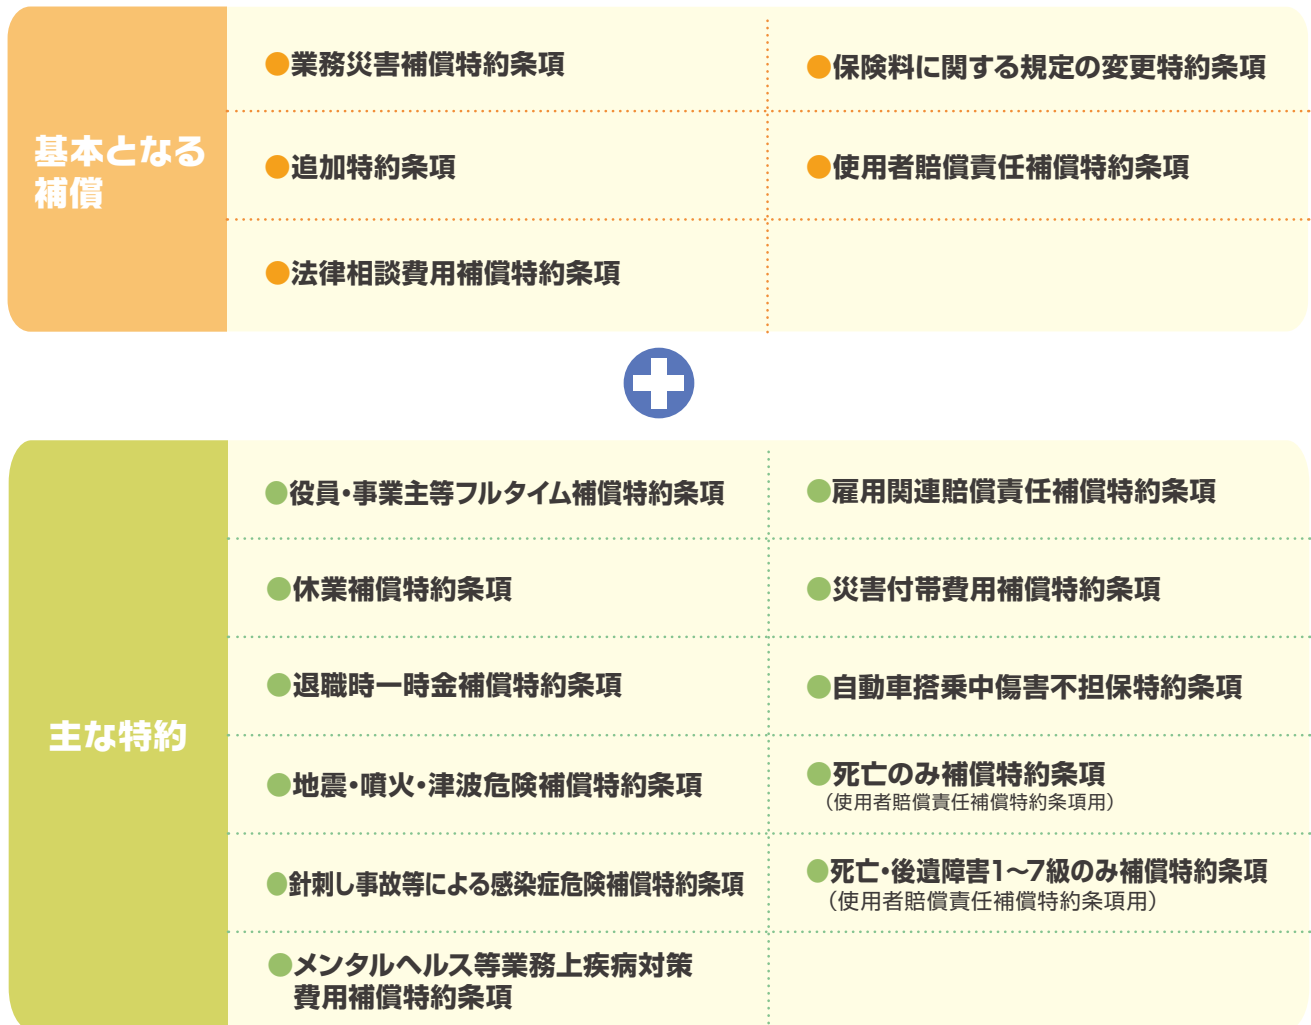 基本となる
補償
●業務災害補償特約条項
●保険料に関する規定の変更特約条項
●追加特約条項
●使用者賠償責任補償特約条項
●法律相談費用補償特約条項
主な特約
●役員・事業主等フルタイム補償特約条項
●雇用関連賠償責任補償特約条項
●休業補償特約条項
●災害付帯費用補償特約条項
●退職時一時金補償特約条項
●自動車搭乗中傷害不担保特約条項
●地震・噴火・津波危険補償特約条項
●死亡のみ補償特約条項
（使用者賠償責任補償特約条項用）
●針刺し事故等による感染症危険補償特約条項
●死亡・後遺障害1〜7級のみ補償特約条項
（使用者賠償責任補償特約条項用）
●メンタルヘルス等業務上疾病対策
費用補償特約条項